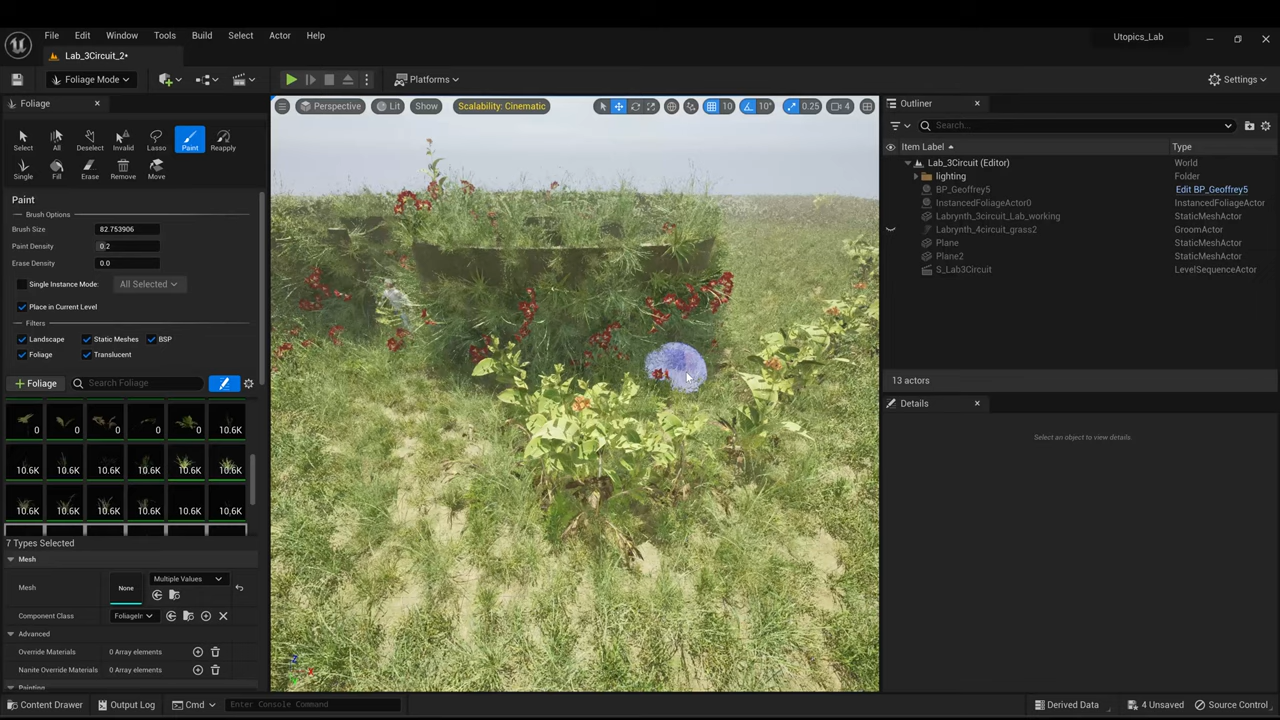 File Edit Window Tools Build Select Actor Help
Utopics_Lab
Lab_3Circuit_2*
Foliage Mode
Platforms
Settings
Foliage
Perspective Lit Show Scalability: Cinematic 10 10° 0.25 4
Outliner
Search...
Select All Deselect Invalid Lasso Paint Reapply
Item Label Type
Lab_3Circuit (Editor) World
Single Fill Erase Remove Move
lighting Folder
BP_Geoffrey5 Edit BP_Geoffrey5
Paint
InstancedFoliageActor0 InstancedFoliageActor
Brush Options
Labrynth_3circuit_Lab_working StaticMeshActor
Brush Size 82.753906
Labrynth_4circuit_grass2 GroomActor
Paint Density 0.2
Plane StaticMeshActor
Plane2 StaticMeshActor
Erase Density 0.0
S_Lab3Circuit LevelSequenceActor
Single Instance Mode: All Selected
Place in Current Level
Filters
Landscape Static Meshes BSP
Foliage Translucent
+ Foliage Search Foliage
13 actors
Details
0 0 0 0 0 10.6K
Select an object to view details.
10.6K 10.6K 10.6K 10.6K 10.6K 10.6K
10.6K 10.6K 10.6K 10.6K 10.6K 10.6K
7 Types Selected
Mesh
Mesh None Multiple Values
Component Class FoliageIn
Advanced
Override Materials 0 Array elements
Nanite Override Materials 0 Array elements
Painting
Content Drawer Output Log Cmd Enter Console Command Derived Data 4 Unsaved Source Control